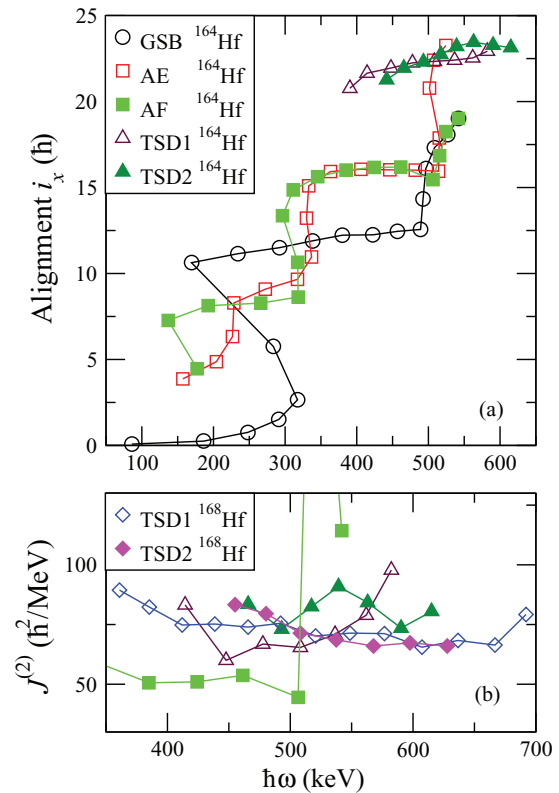 25
20
15
10
5
0
Alignment iₓ (ħ)
GSB ¹⁶⁴Hf
AE ¹⁶⁴Hf
AF ¹⁶⁴Hf
TSD1 ¹⁶⁴Hf
TSD2 ¹⁶⁴Hf
(a)
100 200 300 400 500 600
TSD1 ¹⁶⁸Hf
TSD2 ¹⁶⁸Hf
100
50
J⁽²⁾ (ħ²/MeV)
(b)
400 500 600 700
ħω (keV)